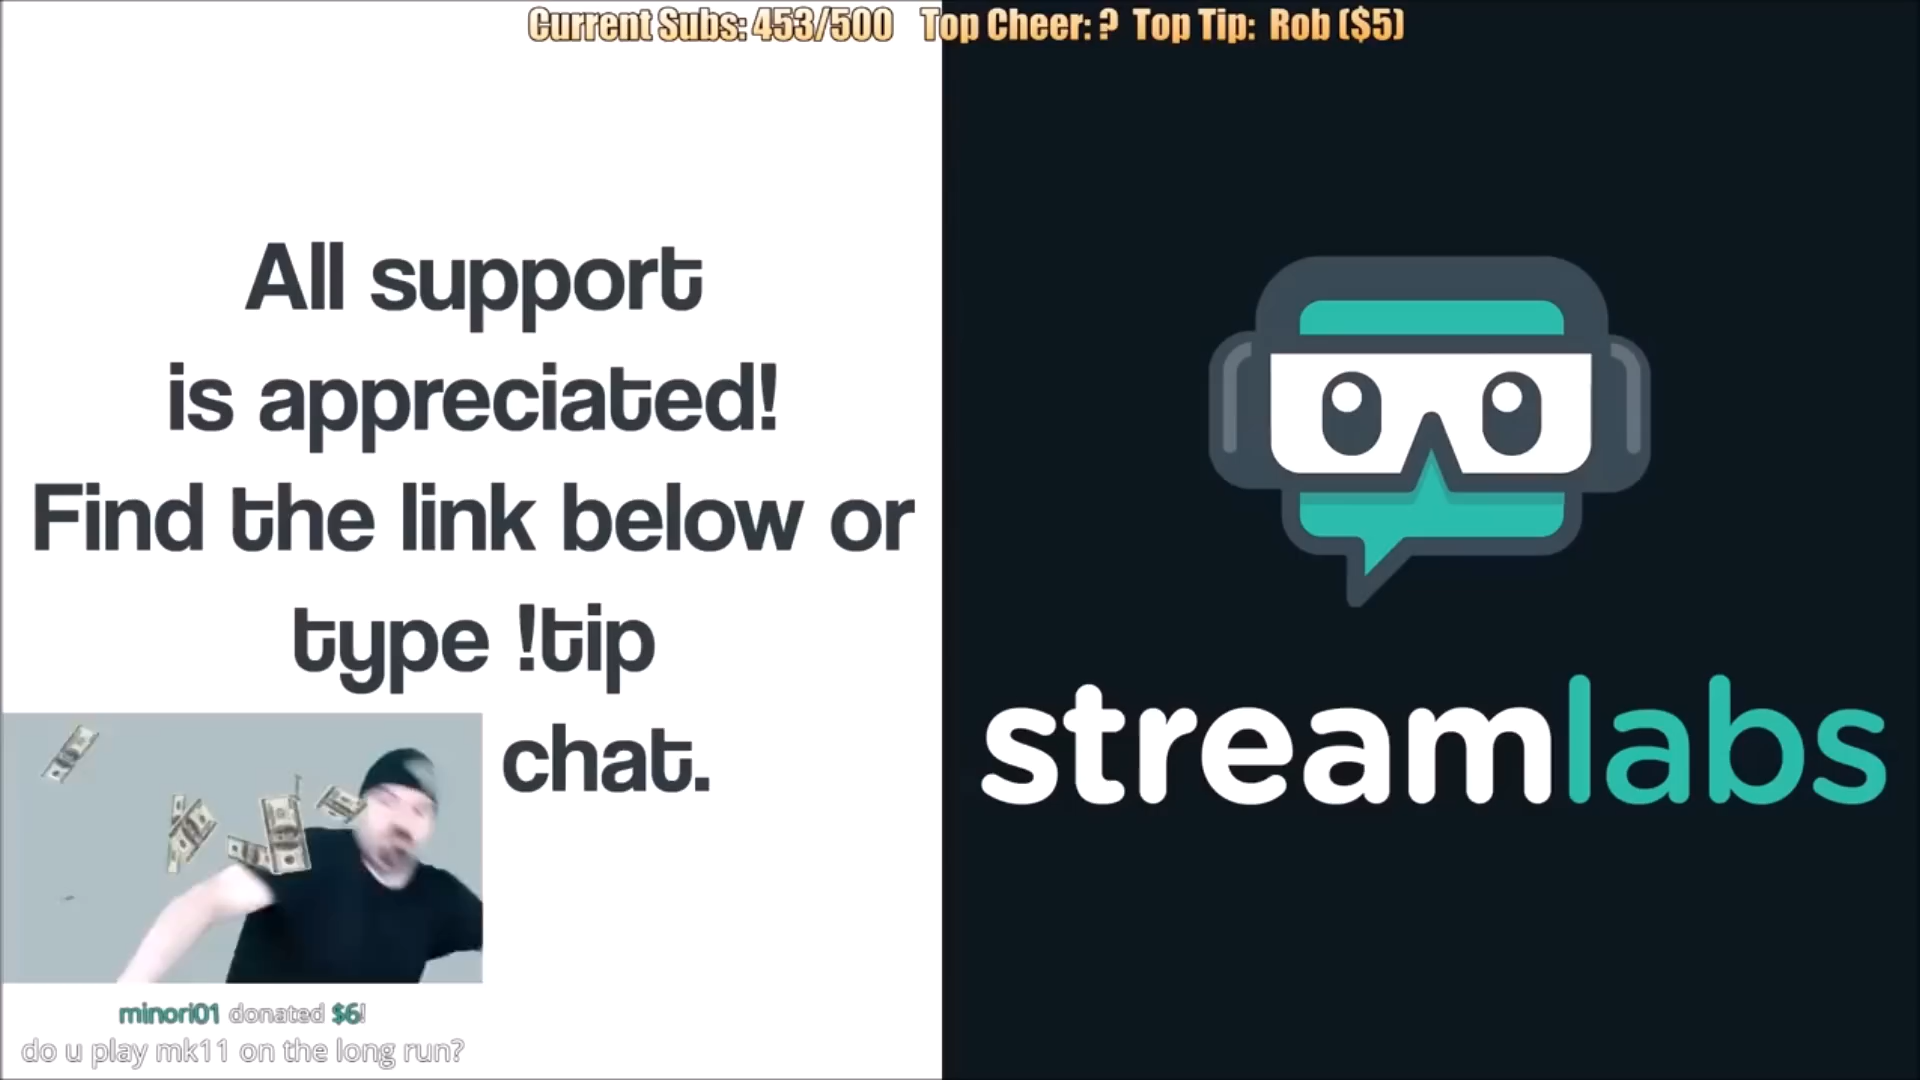 Current Subs: 453/500 Top Cheer: ? Top Tip: Rob ($5)
All support
is appreciated!
Find the link below or
type !tip
chat.
streamlabs
minori01 donated $6!
do u play mk11 on the long run?